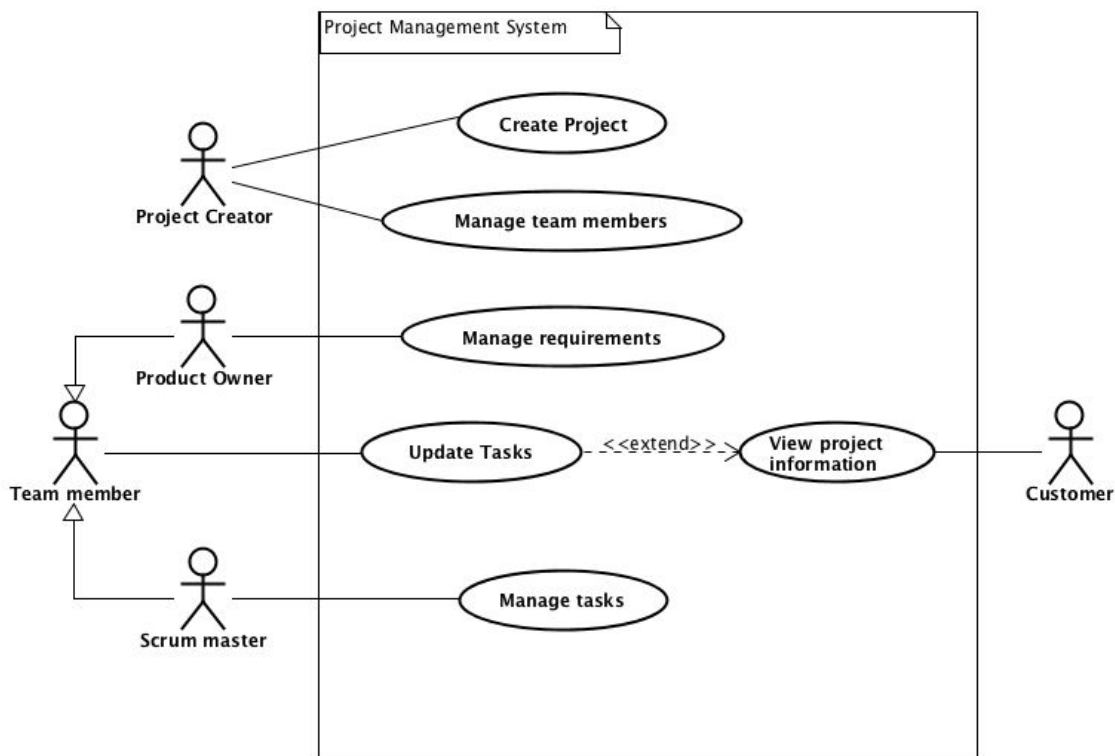 Project Management System
Create Project
Project Creator
Manage team members
Manage requirements
Product Owner
Update Tasks
<<extend>>
View project
information
Team member
Customer
Manage tasks
Scrum master